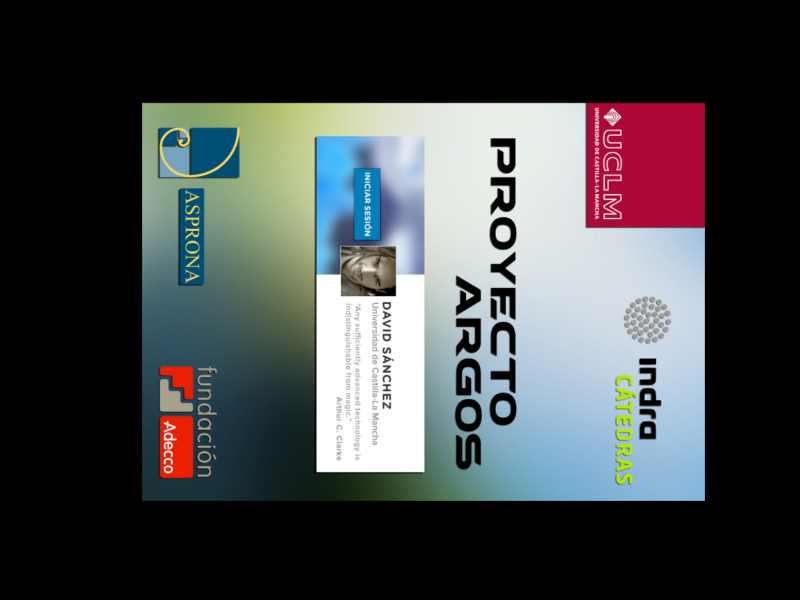 UCLM
UNIVERSIDAD DE CASTILLA-LA MANCHA
indra
CÁTEDRAS
PROYECTO
ARGOS
INICIAR SESIÓN
DAVID SÁNCHEZ
Universidad de Castilla-La Mancha
"Any sufficiently advanced technology is
indistinguishable from magic."
Arthur C. Clarke
ASPRONA
fundación
Adecco